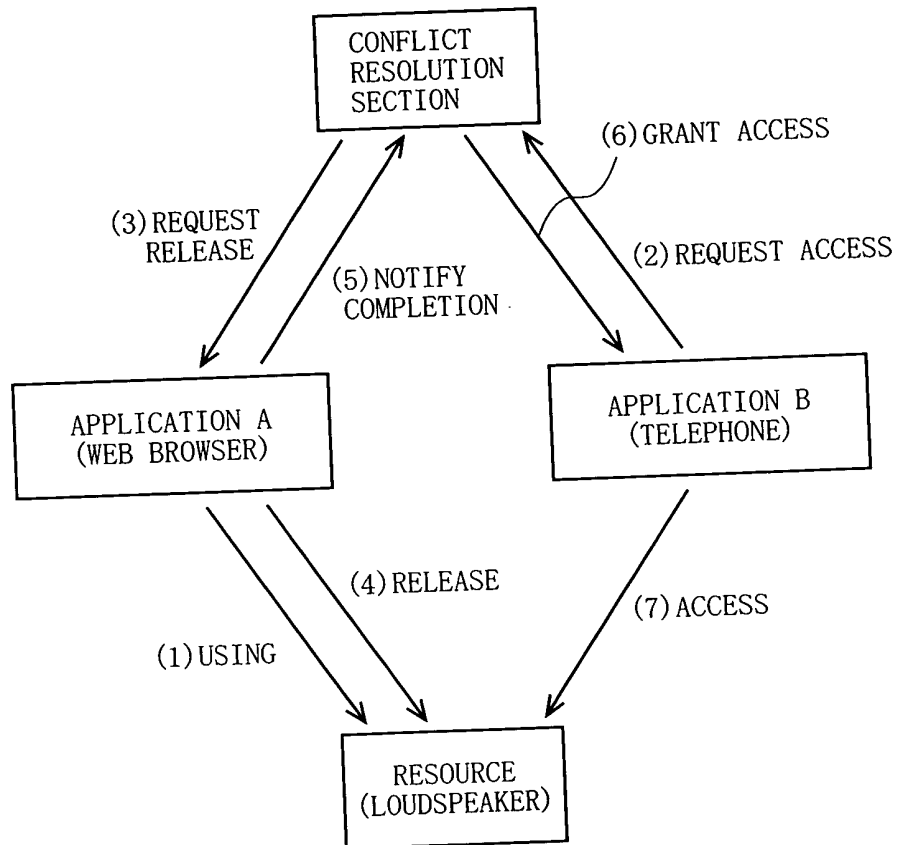 CONFLICT
RESOLUTION
SECTION
(6) GRANT ACCESS
(3) REQUEST
RELEASE
(2) REQUEST ACCESS
(5) NOTIFY
COMPLETION
APPLICATION A
(WEB BROWSER)
APPLICATION B
(TELEPHONE)
(4) RELEASE
(7) ACCESS
(1) USING
RESOURCE
(LOUDSPEAKER)